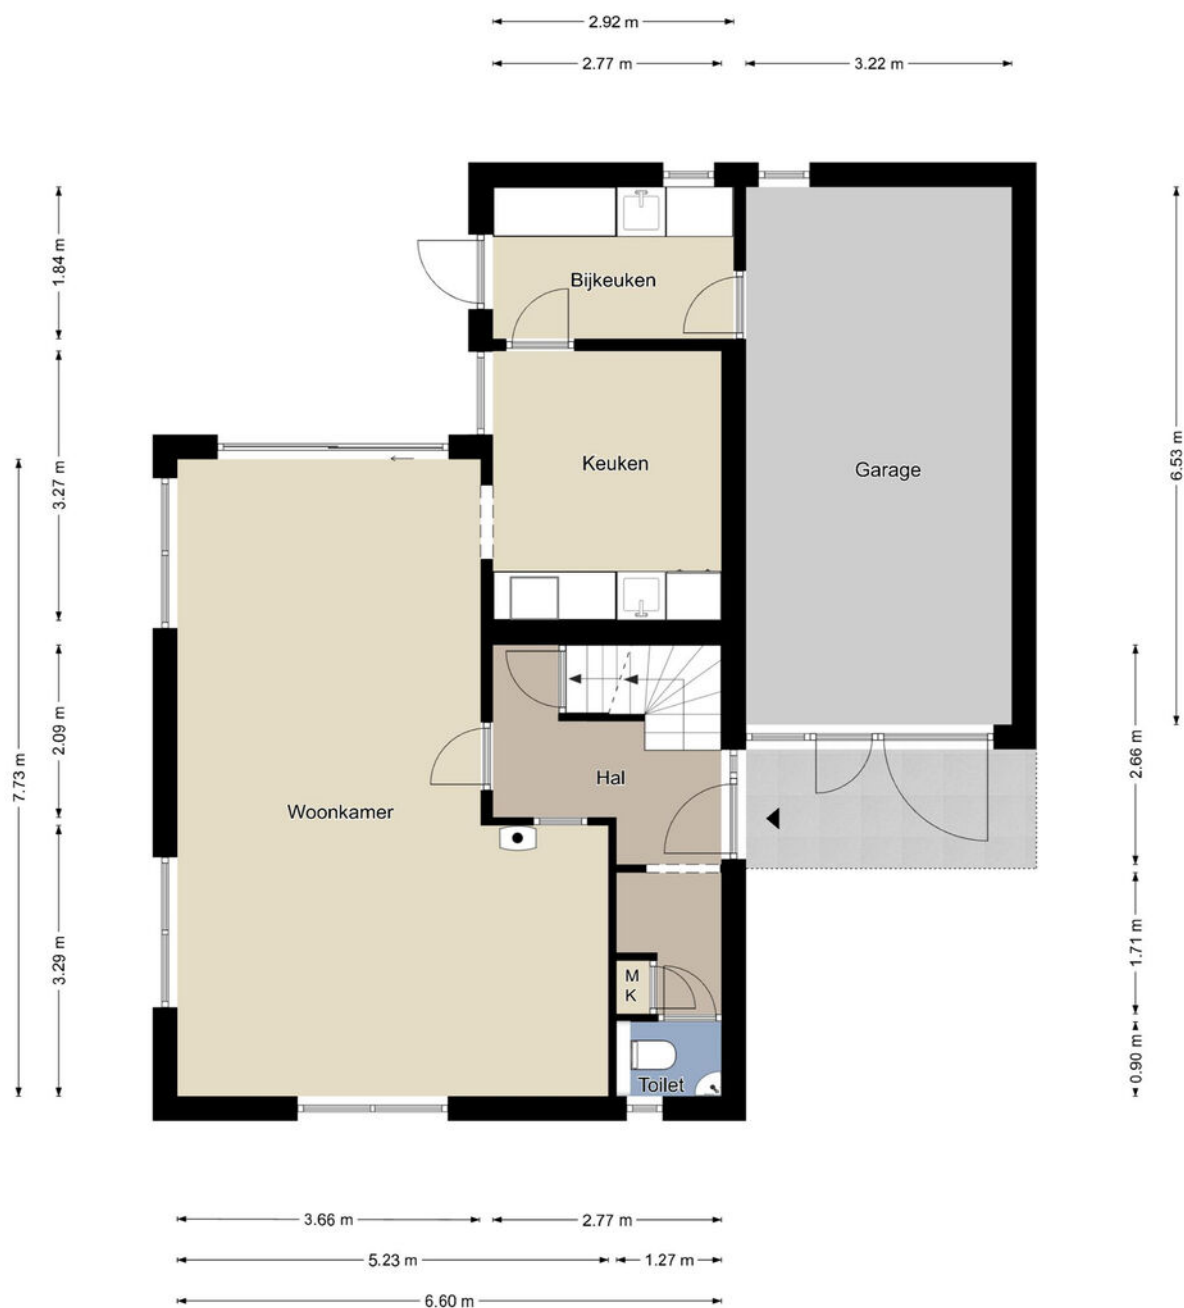 2.92 m
2.77 m
3.22 m
1.84 m
Bijkeuken
3.27 m
Keuken
Garage
6.53 m
7.73 m
2.09 m
Hal
2.66 m
Woonkamer
3.29 m
M
K
1.71 m
Toilet
0.90 m
3.66 m
2.77 m
5.23 m
1.27 m
6.60 m